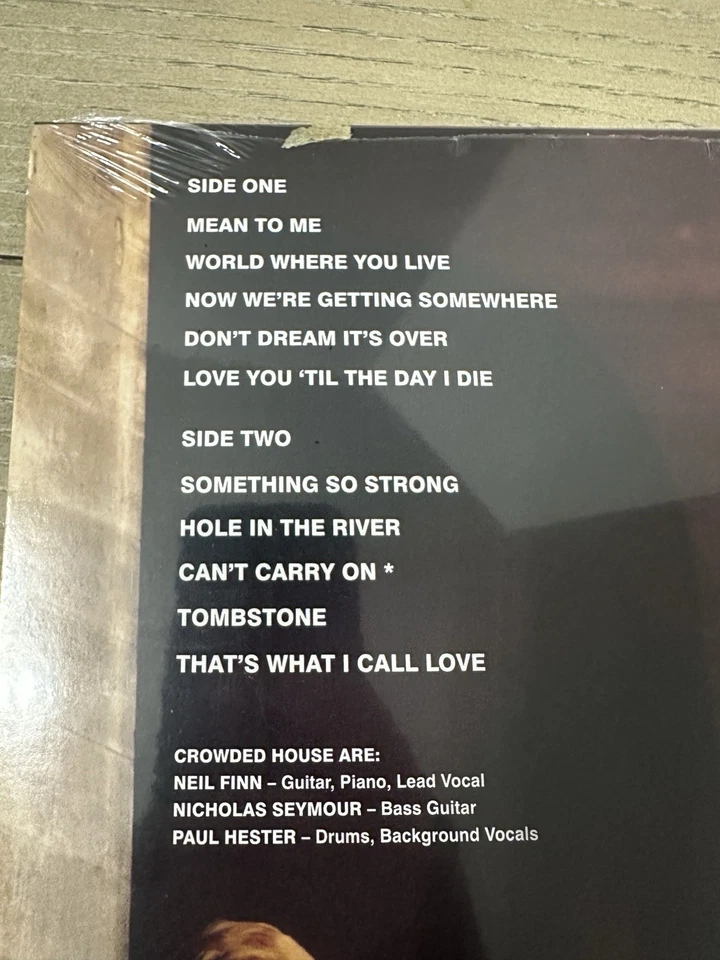 SIDE ONE
MEAN TO ME
WORLD WHERE YOU LIVE
NOW WE’RE GETTING SOMEWHERE
DON’T DREAM IT’S OVER
LOVE YOU ‘TIL THE DAY I DIE
SIDE TWO
SOMETHING SO STRONG
HOLE IN THE RIVER
CAN’T CARRY ON *
TOMBSTONE
THAT’S WHAT I CALL LOVE
CROWDED HOUSE ARE:
NEIL FINN – Guitar, Piano, Lead Vocal
NICHOLAS SEYMOUR – Bass Guitar
PAUL HESTER – Drums, Background Vocals